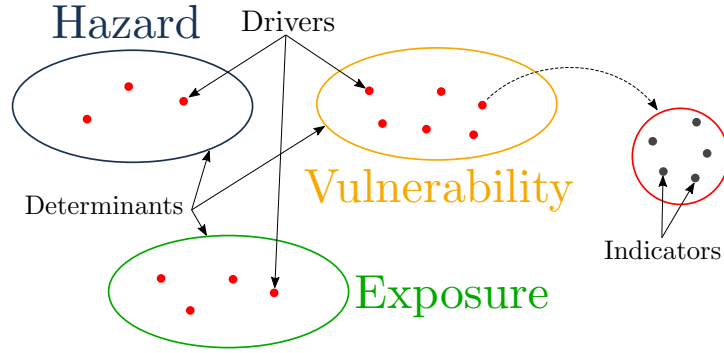 Hazard
Drivers
Vulnerability
Determinants
Indicators
Exposure